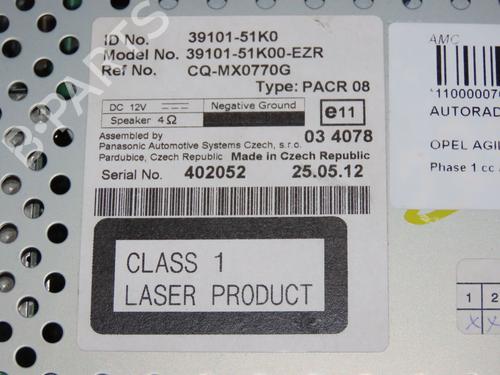 ID No. 39101-51K0
Model No. 39101-51K00-EZR
Ref No. CQ-MX0770G
Type: PACR 08
DC 12V
Negative Ground
Speaker 4Ω
e11
Assembled by
03 4078
Panasonic Automotive Systems Czech, s.r.o.
Pardubice, Czech Republic Made in Czech Republic
Serial No. 402052 25.05.12
CLASS 1
LASER PRODUCT
AMC
AUTORAD
OPEL AGIL
Phase 1 cc
1 2
X X
B-PARTS